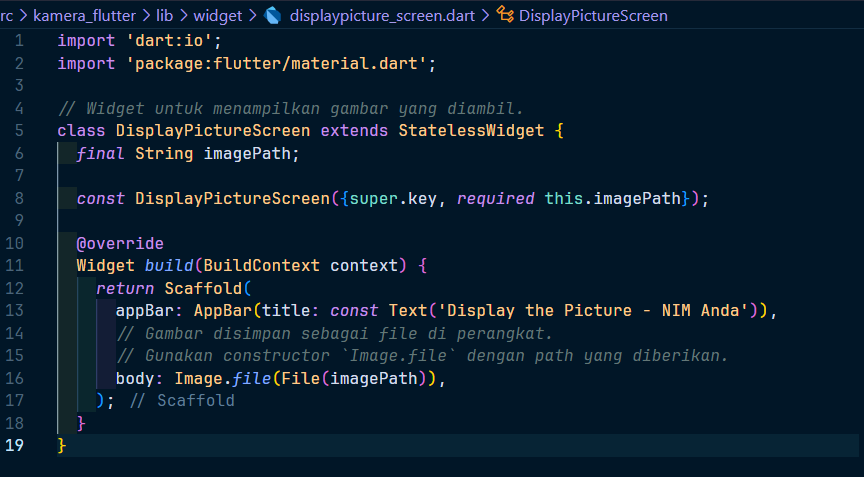 rc > kamera_flutter > lib > widget > displaypicture_screen.dart > DisplayPictureScreen
1 import 'dart:io';
2 import 'package:flutter/material.dart';
3
4 // Widget untuk menampilkan gambar yang diambil.
5 class DisplayPictureScreen extends StatelessWidget {
6 final String imagePath;
7
8 const DisplayPictureScreen({super.key, required this.imagePath});
9
10 @override
11 Widget build(BuildContext context) {
12 return Scaffold(
13 appBar: AppBar(title: const Text('Display the Picture - NIM Anda')),
14 // Gambar disimpan sebagai file di perangkat.
15 // Gunakan constructor `Image.file` dengan path yang diberikan.
16 body: Image.file(File(imagePath)),
17 ); // Scaffold
18 }
19 }